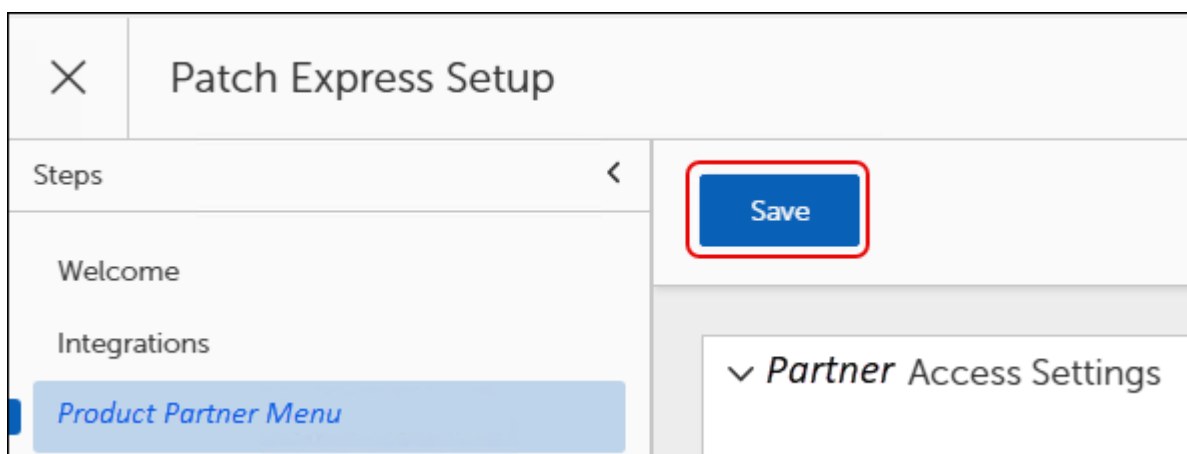 Patch Express Setup
Steps
Save
Welcome
Integrations
Product Partner Menu
Partner Access Settings